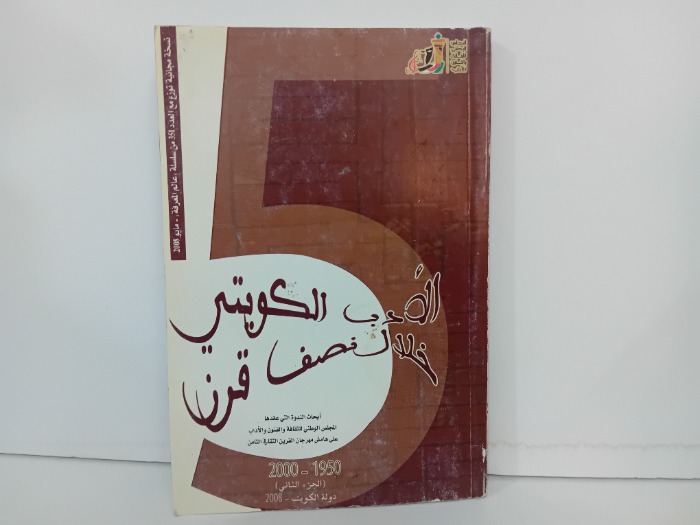 نسخة مجانية توزع مع العدد 351 من سلسلة «عالم المعرفة» - مايو 2008
الأدب الكويتي
خلال نصف قرن
أبحاث الندوة التي عقدها
المجلس الوطني للثقافة والفنون والآداب
على هامش مهرجان القرين الثقافي الثامن
1950 - 2000
(الجزء الثاني)
دولة الكويت - 2008